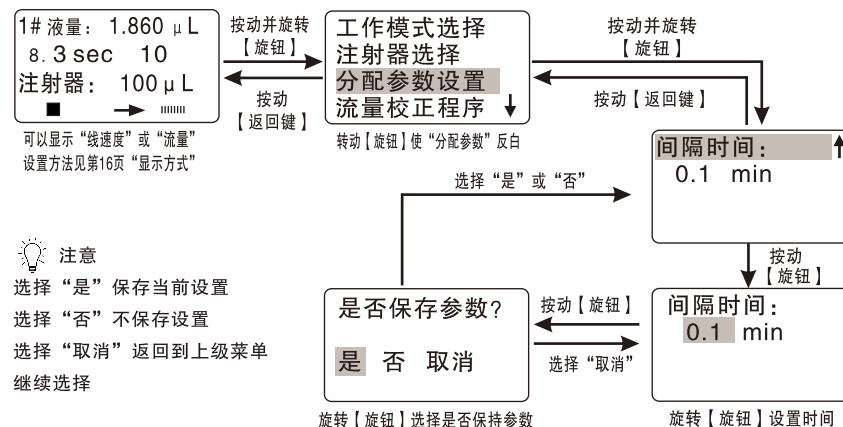 1# 液量： 1.860 μL
8. 3 sec 10
注射器： 100 μL
可以显示“线速度”或“流量”
设置方法见第16页“显示方式”
按动并旋转
【旋钮】
按动
【返回键】
工作模式选择
注射器选择
分配参数设置
流量校正程序
转动【旋钮】使“分配参数”反白
按动并旋转
【旋钮】
按动【返回键】
间隔时间：
0.1 min
按动
【旋钮】
间隔时间：
0.1 min
旋转【旋钮】设置时间
按动【旋钮】
选择“取消”
是否保存参数?
是 否 取消
旋转【旋钮】选择是否保持参数
选择“是”或“否”
注意
选择“是”保存当前设置
选择“否”不保存设置
选择“取消”返回到上级菜单
继续选择